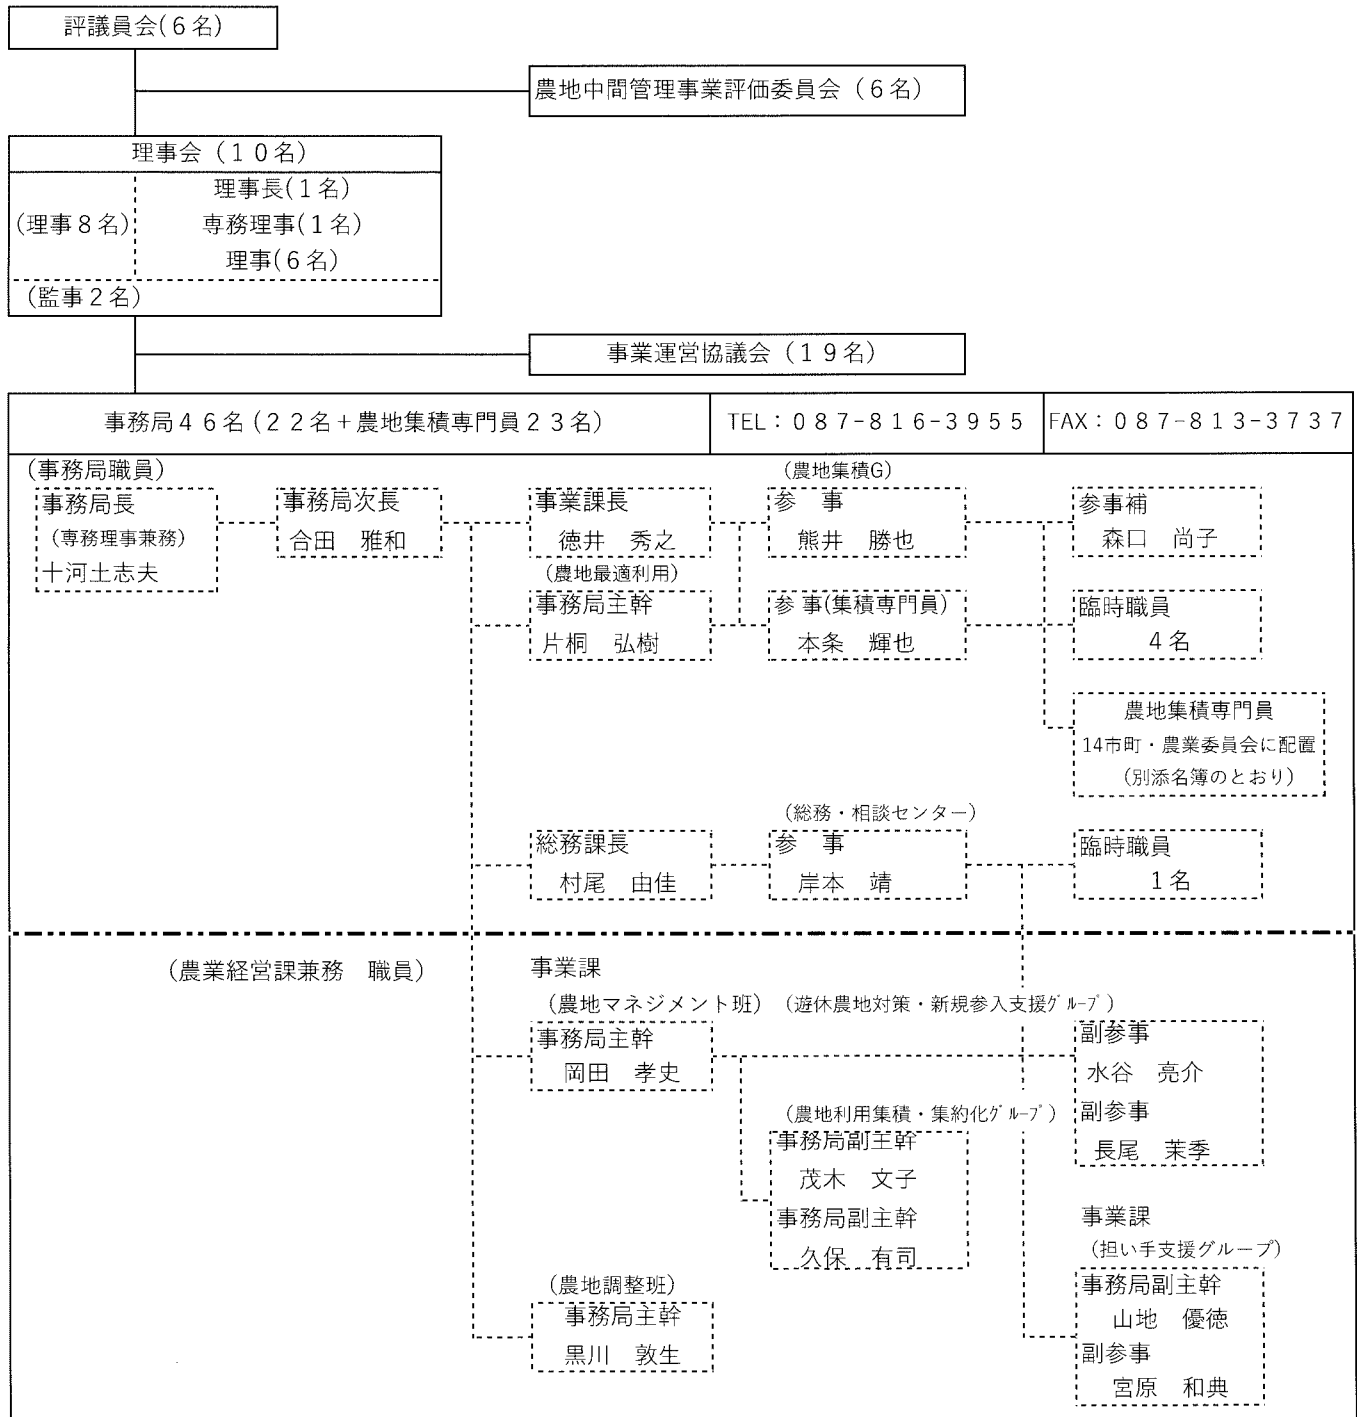 評議員会(6名)
農地中間管理事業評価委員会（6名）
理事会（10名）
(理事8名)
理事長(1名)
専務理事(1名)
理事(6名)
(監事2名)
事業運営協議会（19名）
事務局46名(22名+農地集積専門員23名)
TEL：087-816-3955
FAX：087-813-3737
(事務局職員)
事務局長
(専務理事兼務)
十河土志夫
事務局次長
合田　雅和
事業課長
徳井　秀之
(農地集積G)
参　事
熊井　勝也
参事補
森口　尚子
(農地最適利用)
事務局主幹
片桐　弘樹
参 事(集積専門員)
本条　輝也
臨時職員
4名
農地集積専門員
14市町・農業委員会に配置
(別添名簿のとおり)
総務課長
村尾　由佳
(総務・相談センター)
参　事
岸本　靖
臨時職員
1名
(農業経営課兼務　職員)
事業課
(農地マネジメント班)
(遊休農地対策・新規参入支援ｸﾞﾙｰﾌﾟ)
事務局主幹
岡田　孝史
副参事
水谷　亮介
副参事
長尾　茉季
(農地利用集積・集約化ｸﾞﾙｰﾌﾟ)
事務局副主幹
茂木　文子
事務局副主幹
久保　有司
事業課
(担い手支援グループ)
事務局副主幹
山地　優徳
副参事
宮原　和典
(農地調整班)
事務局主幹
黒川　敦生